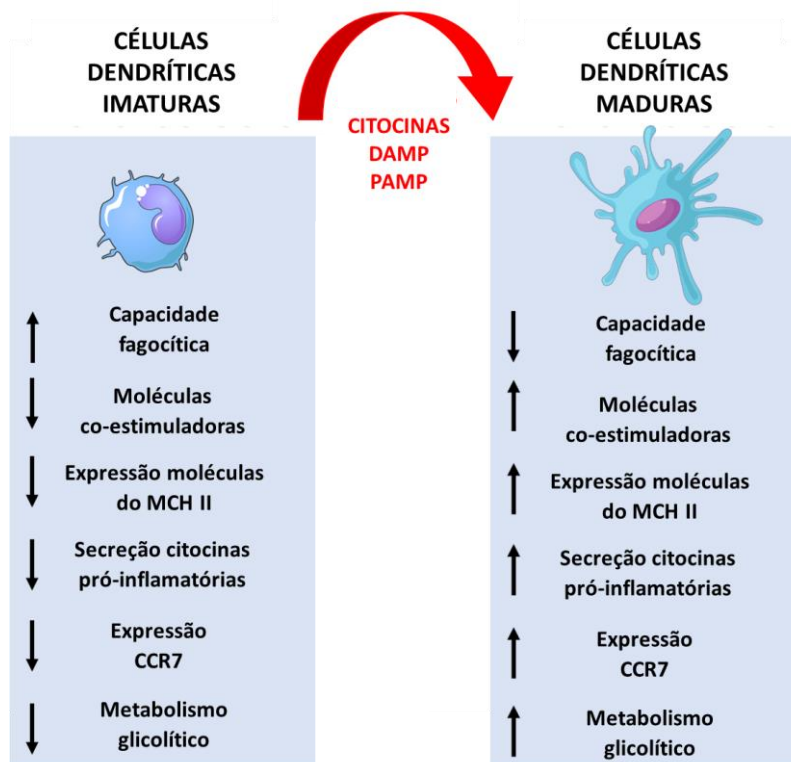 CÉLULAS
DENDRÍTICAS
IMATURAS
CITOCINAS
DAMP
PAMP
CÉLULAS
DENDRÍTICAS
MADURAS
Capacidade
fagocítica
Moléculas
co-estimuladoras
Expressão moléculas
do MCH II
Secreção citocinas
pró-inflamatórias
Expressão
CCR7
Metabolismo
glicolítico
Capacidade
fagocítica
Moléculas
co-estimuladoras
Expressão moléculas
do MCH II
Secreção citocinas
pró-inflamatórias
Expressão
CCR7
Metabolismo
glicolítico